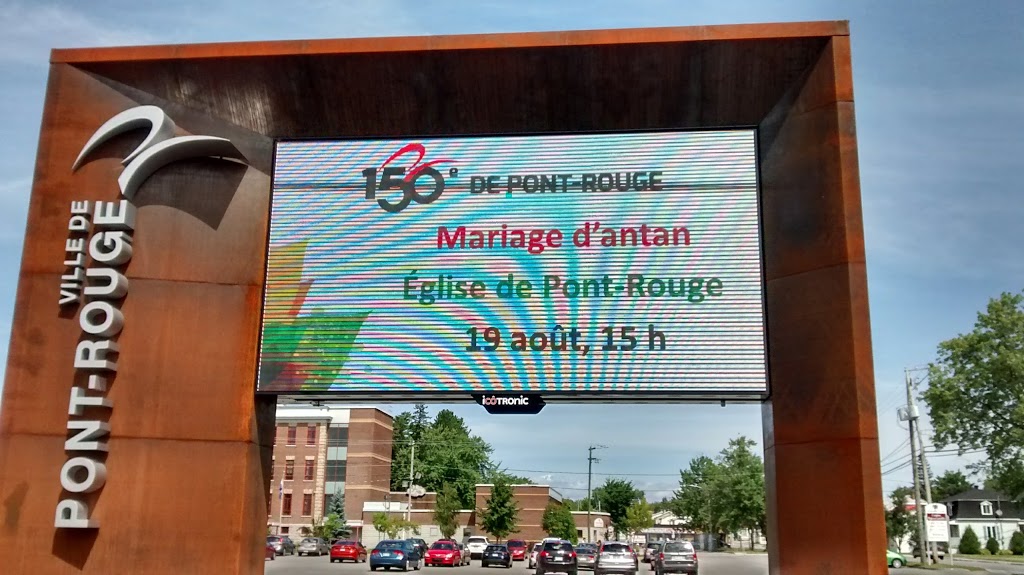 VILLE DE
PONT-ROUGE
150e DE PONT-ROUGE
Mariage d'antan
Église de Pont-Rouge
19 août, 15 h
icotronic